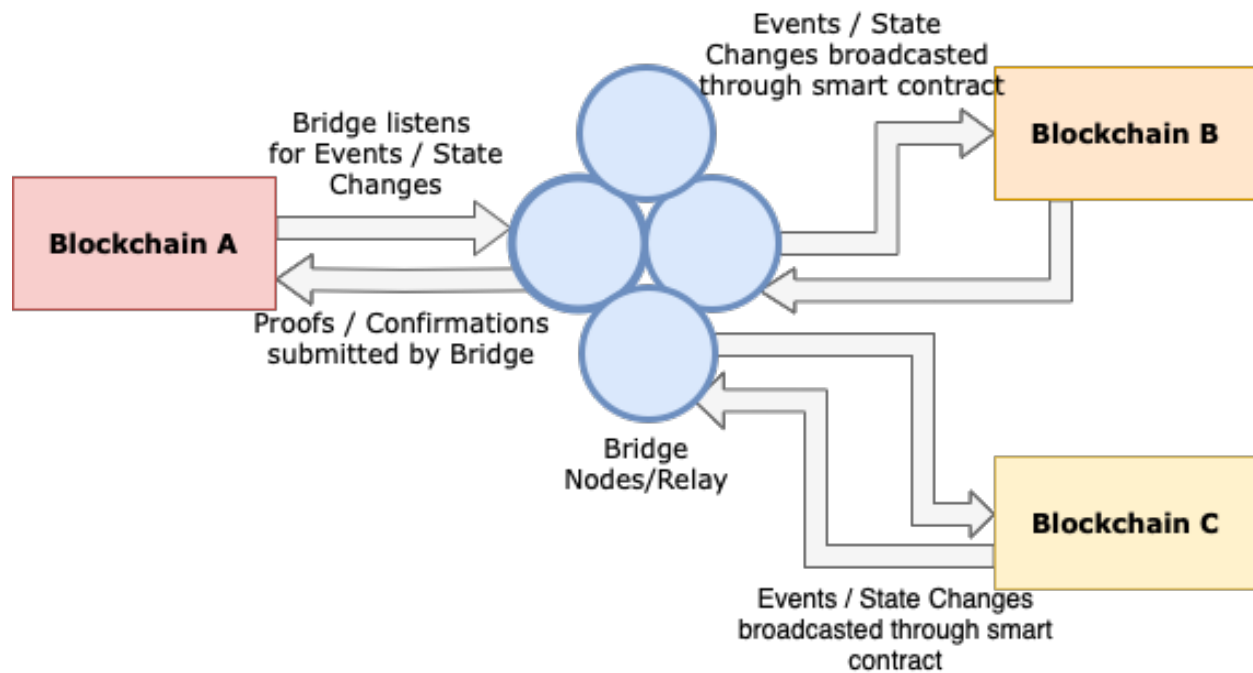 Events / State
Changes broadcasted
through smart contract
Bridge listens
for Events / State
Changes
Blockchain B
Blockchain A
Proofs / Confirmations
submitted by Bridge
Bridge
Nodes/Relay
Blockchain C
Events / State Changes
broadcasted through smart
contract